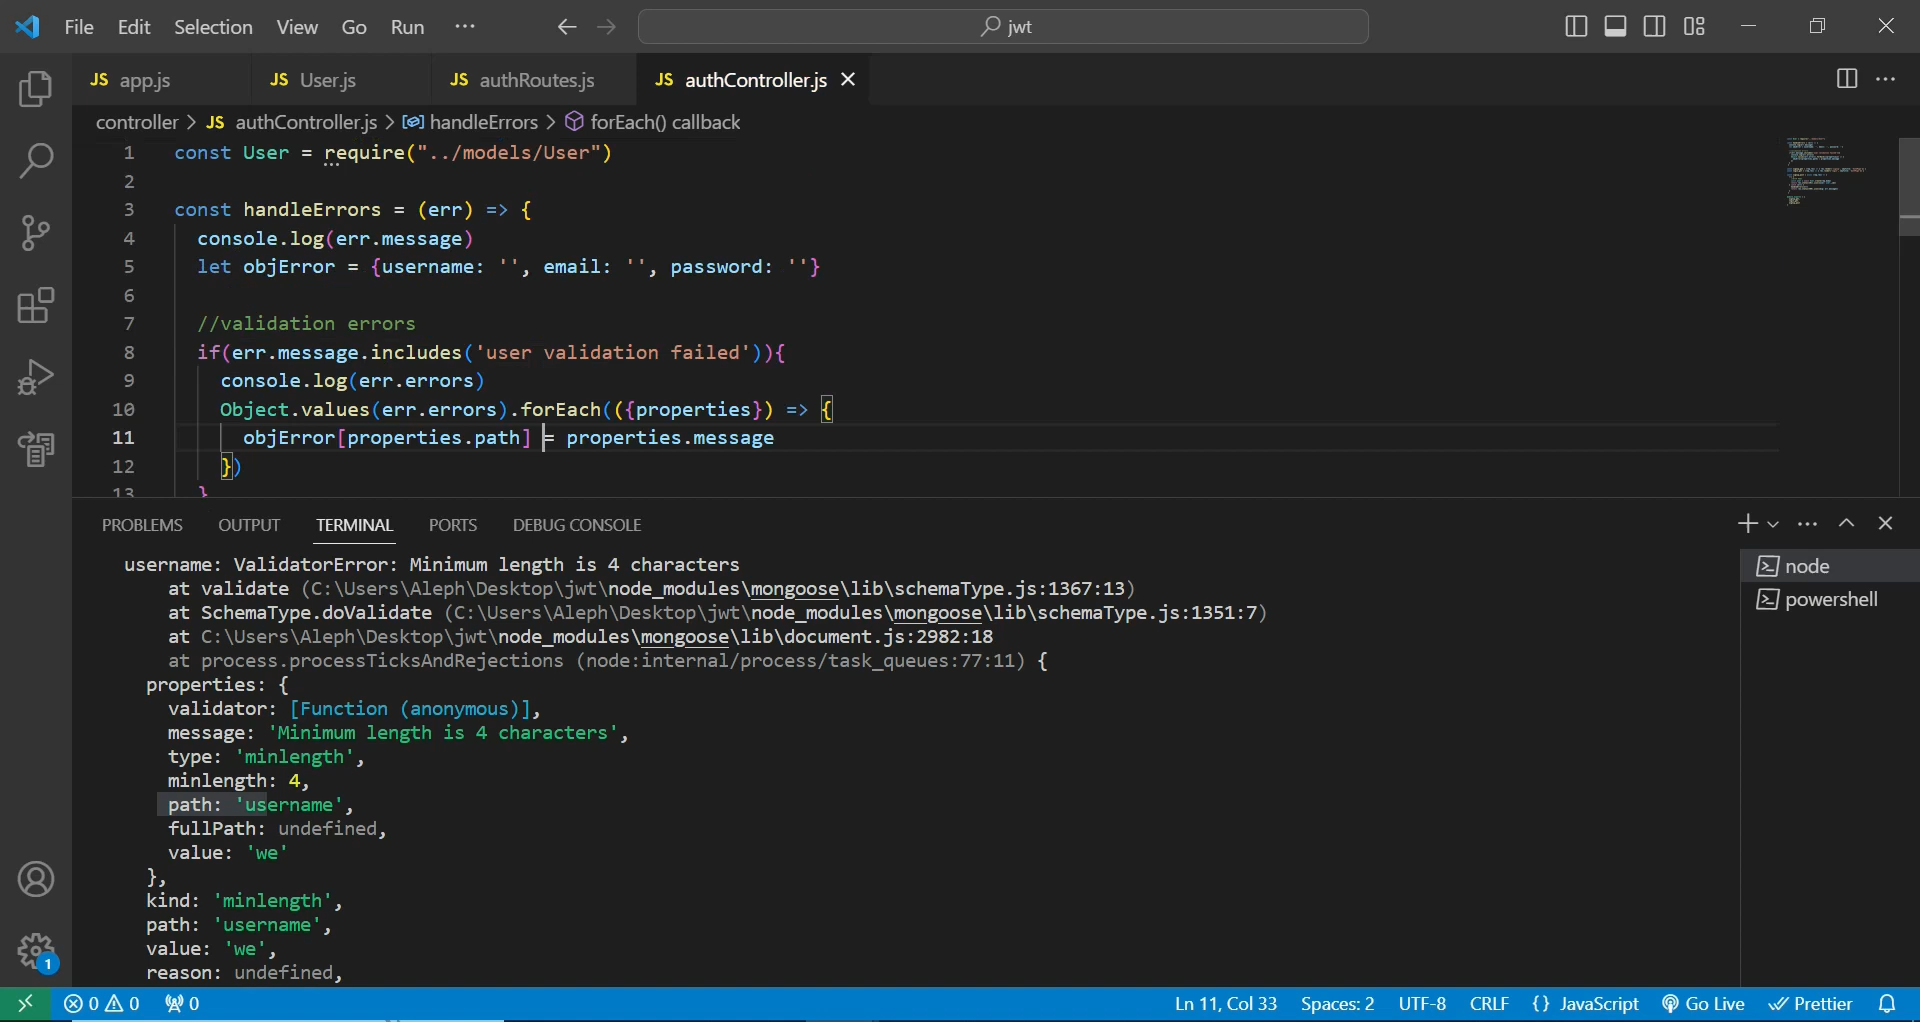 File Edit Selection View Go Run ··· jwt
JS app.js JS User.js JS authRoutes.js JS authController.js
controller > JS authController.js > handleErrors > forEach() callback
1 const User = require("../models/User")
2
3 const handleErrors = (err) => {
4 console.log(err.message)
5 let objError = {username: '', email: '', password: ''}
6
7 //validation errors
8 if(err.message.includes('user validation failed')){
9 console.log(err.errors)
10 Object.values(err.errors).forEach(({properties}) => {
11 objError[properties.path] = properties.message
12 })
13 }
PROBLEMS OUTPUT TERMINAL PORTS DEBUG CONSOLE
username: ValidatorError: Minimum length is 4 characters
at validate (C:\Users\Aleph\Desktop\jwt\node_modules\mongoose\lib\schemaType.js:1367:13)
at SchemaType.doValidate (C:\Users\Aleph\Desktop\jwt\node_modules\mongoose\lib\schemaType.js:1351:7)
at C:\Users\Aleph\Desktop\jwt\node_modules\mongoose\lib\document.js:2982:18
at process.processTicksAndRejections (node:internal/process/task_queues:77:11) {
properties: {
validator: [Function (anonymous)],
message: 'Minimum length is 4 characters',
type: 'minlength',
minlength: 4,
path: 'username',
fullPath: undefined,
value: 'we'
},
kind: 'minlength',
path: 'username',
value: 'we',
reason: undefined,
node
powershell
1
0 0 0 Ln 11, Col 33 Spaces: 2 UTF-8 CRLF {} JavaScript Go Live Prettier